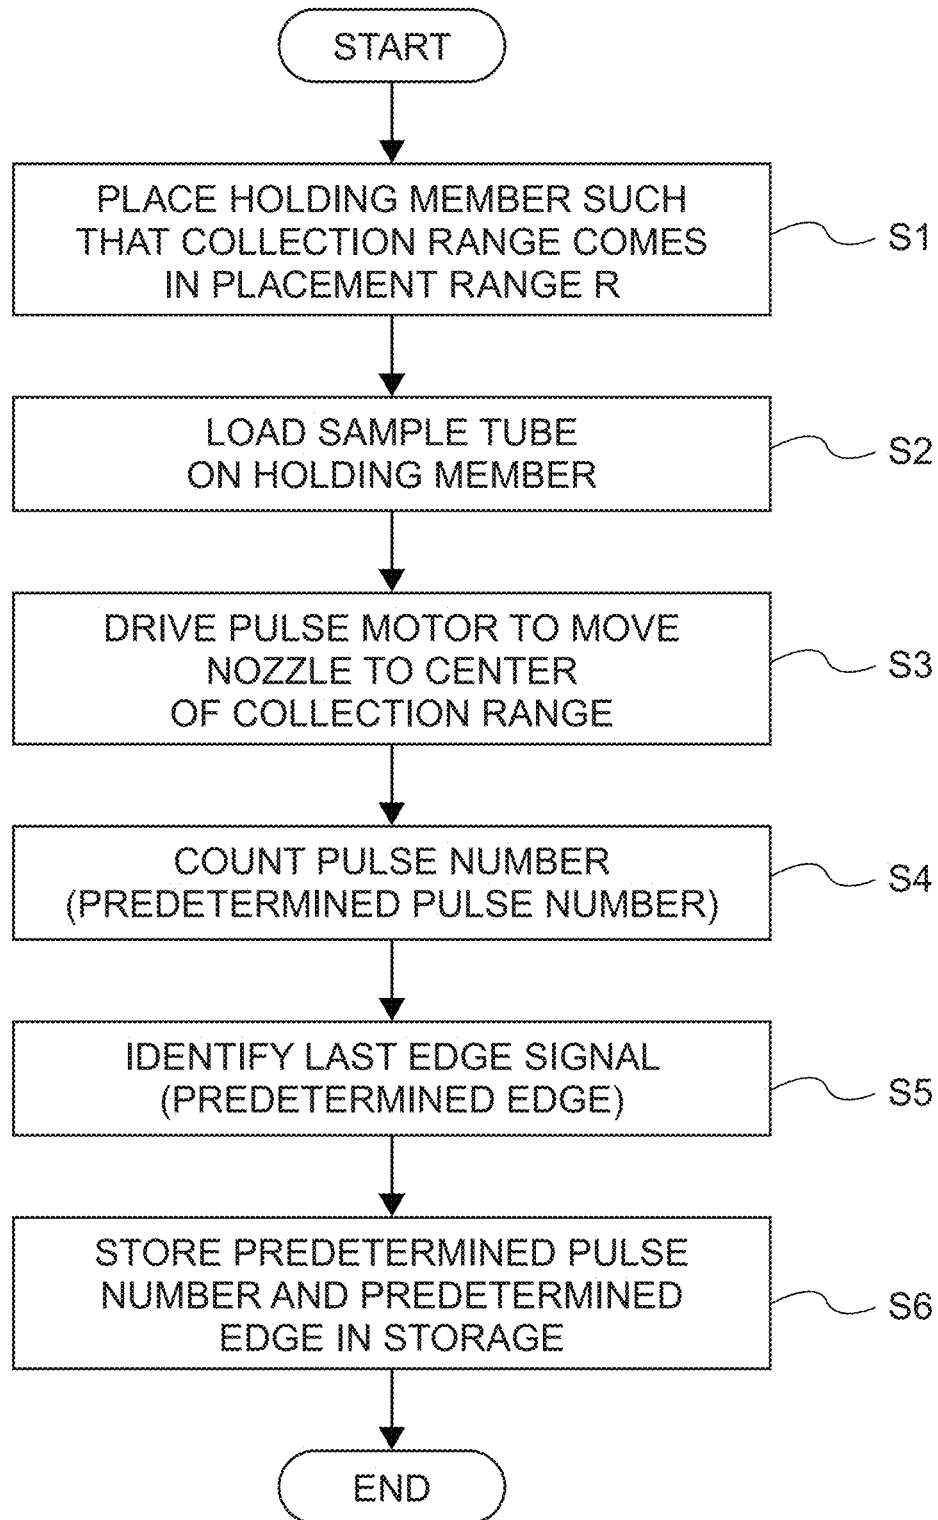 START
PLACE HOLDING MEMBER SUCH
THAT COLLECTION RANGE COMES
IN PLACEMENT RANGE R
S1
LOAD SAMPLE TUBE
ON HOLDING MEMBER
S2
DRIVE PULSE MOTOR TO MOVE
NOZZLE TO CENTER
OF COLLECTION RANGE
S3
COUNT PULSE NUMBER
(PREDETERMINED PULSE NUMBER)
S4
IDENTIFY LAST EDGE SIGNAL
(PREDETERMINED EDGE)
S5
STORE PREDETERMINED PULSE
NUMBER AND PREDETERMINED
EDGE IN STORAGE
S6
END